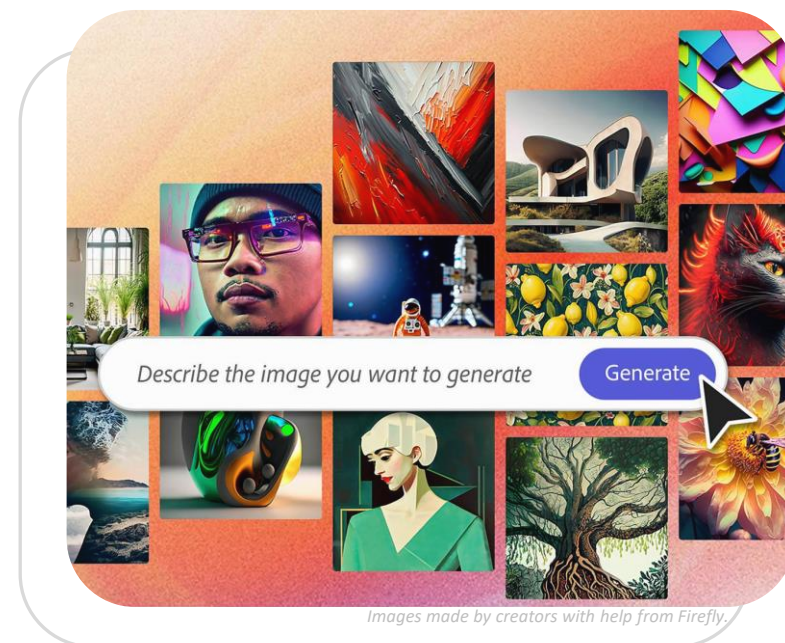 Describe the image you want to generate
Generate
Images made by creators with help from Firefly.